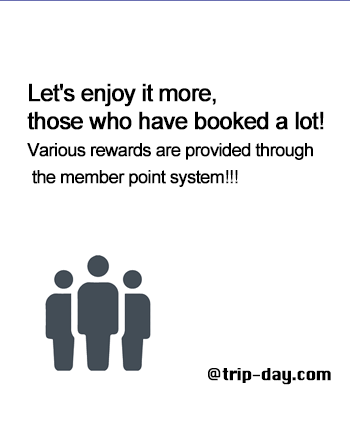 Let's enjoy it more,
those who have booked a lot!
Various rewards are provided through
the member point system!!!
@trip-day.com